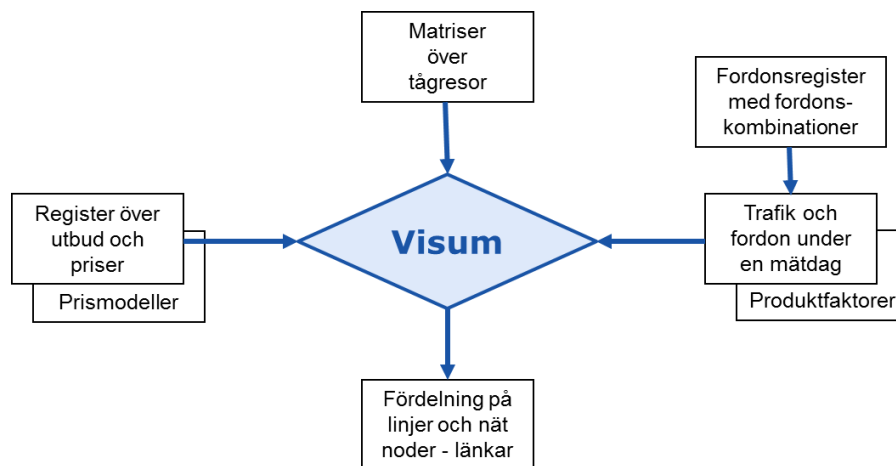 Matriser
över
tågresor
Fordonsregister
med fordons-
kombinationer
Register över
utbud och
priser
Prismodeller
Visum
Trafik och
fordon under
en mätdag
Produktfaktorer
Fördelning på
linjer och nät
noder - länkar